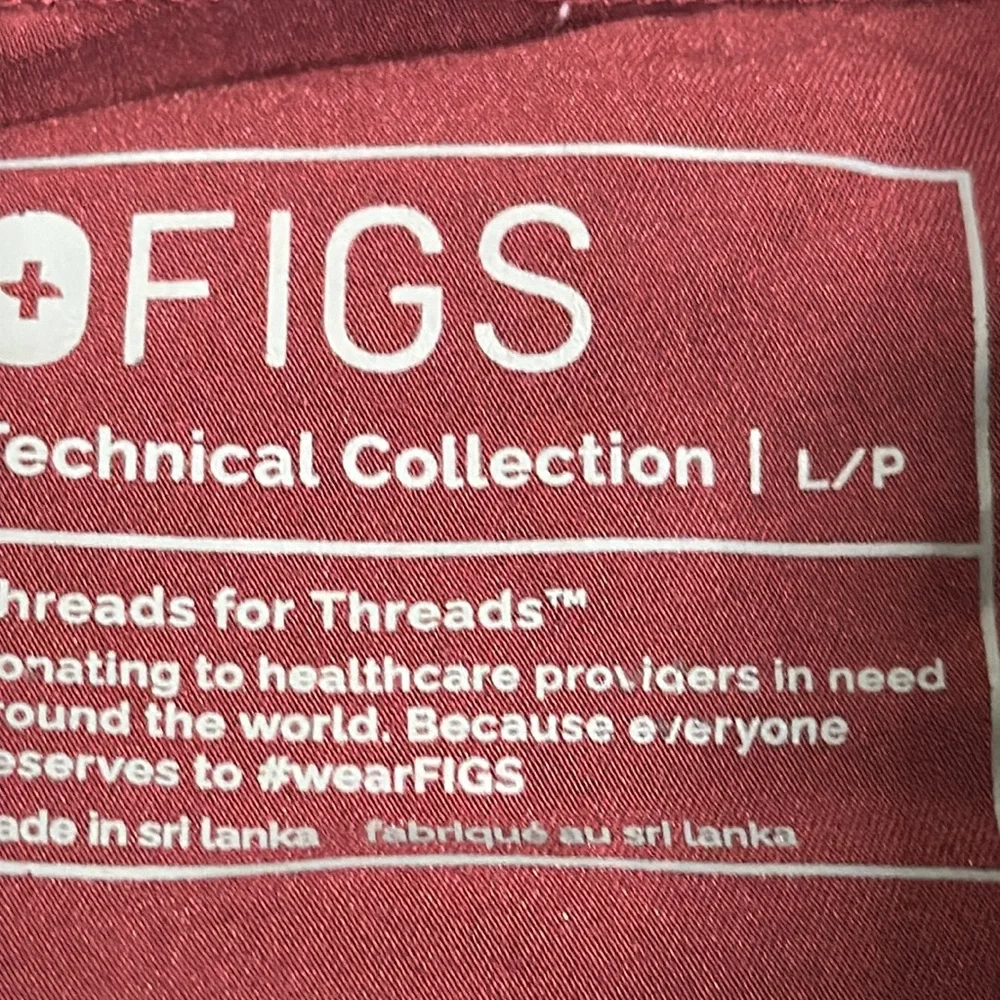 FIGS
Technical Collection | L/P
hreads for Threads™
onating to healthcare providers in need
round the world. Because everyone
eserves to #wearFIGS
ade in sri lanka fabriqué au sri lanka